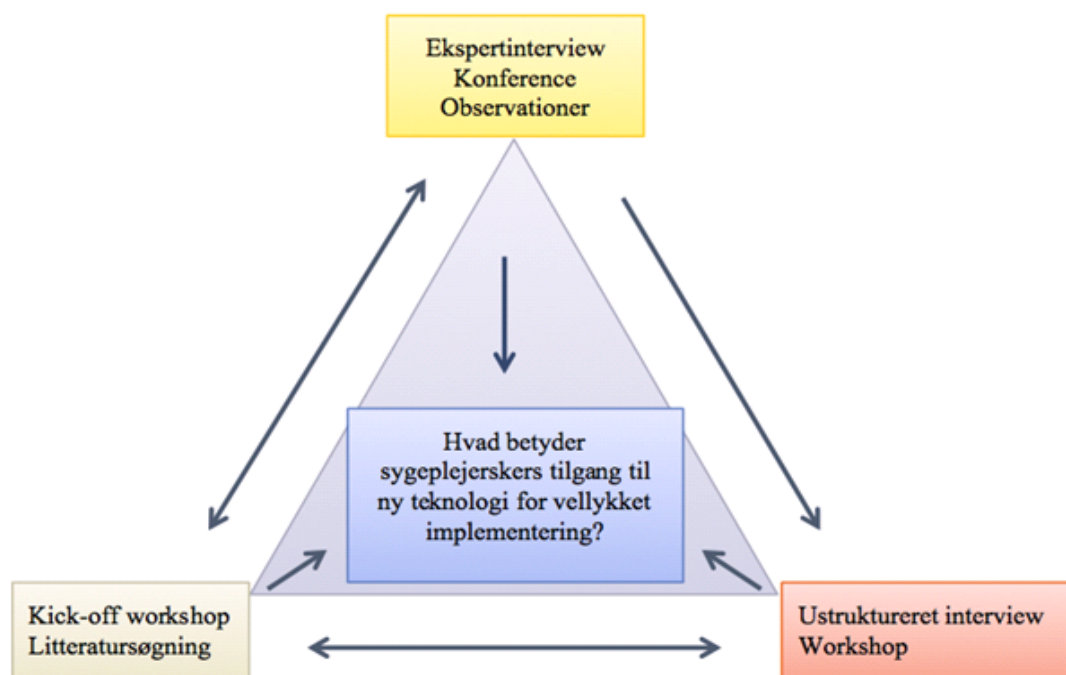 Ekspertinterview
Konference
Observationer
Hvad betyder
sygeplejerskers tilgang til
ny teknologi for vellykket
implementering?
Kick-off workshop
Litteratursøgning
Ustruktureret interview
Workshop